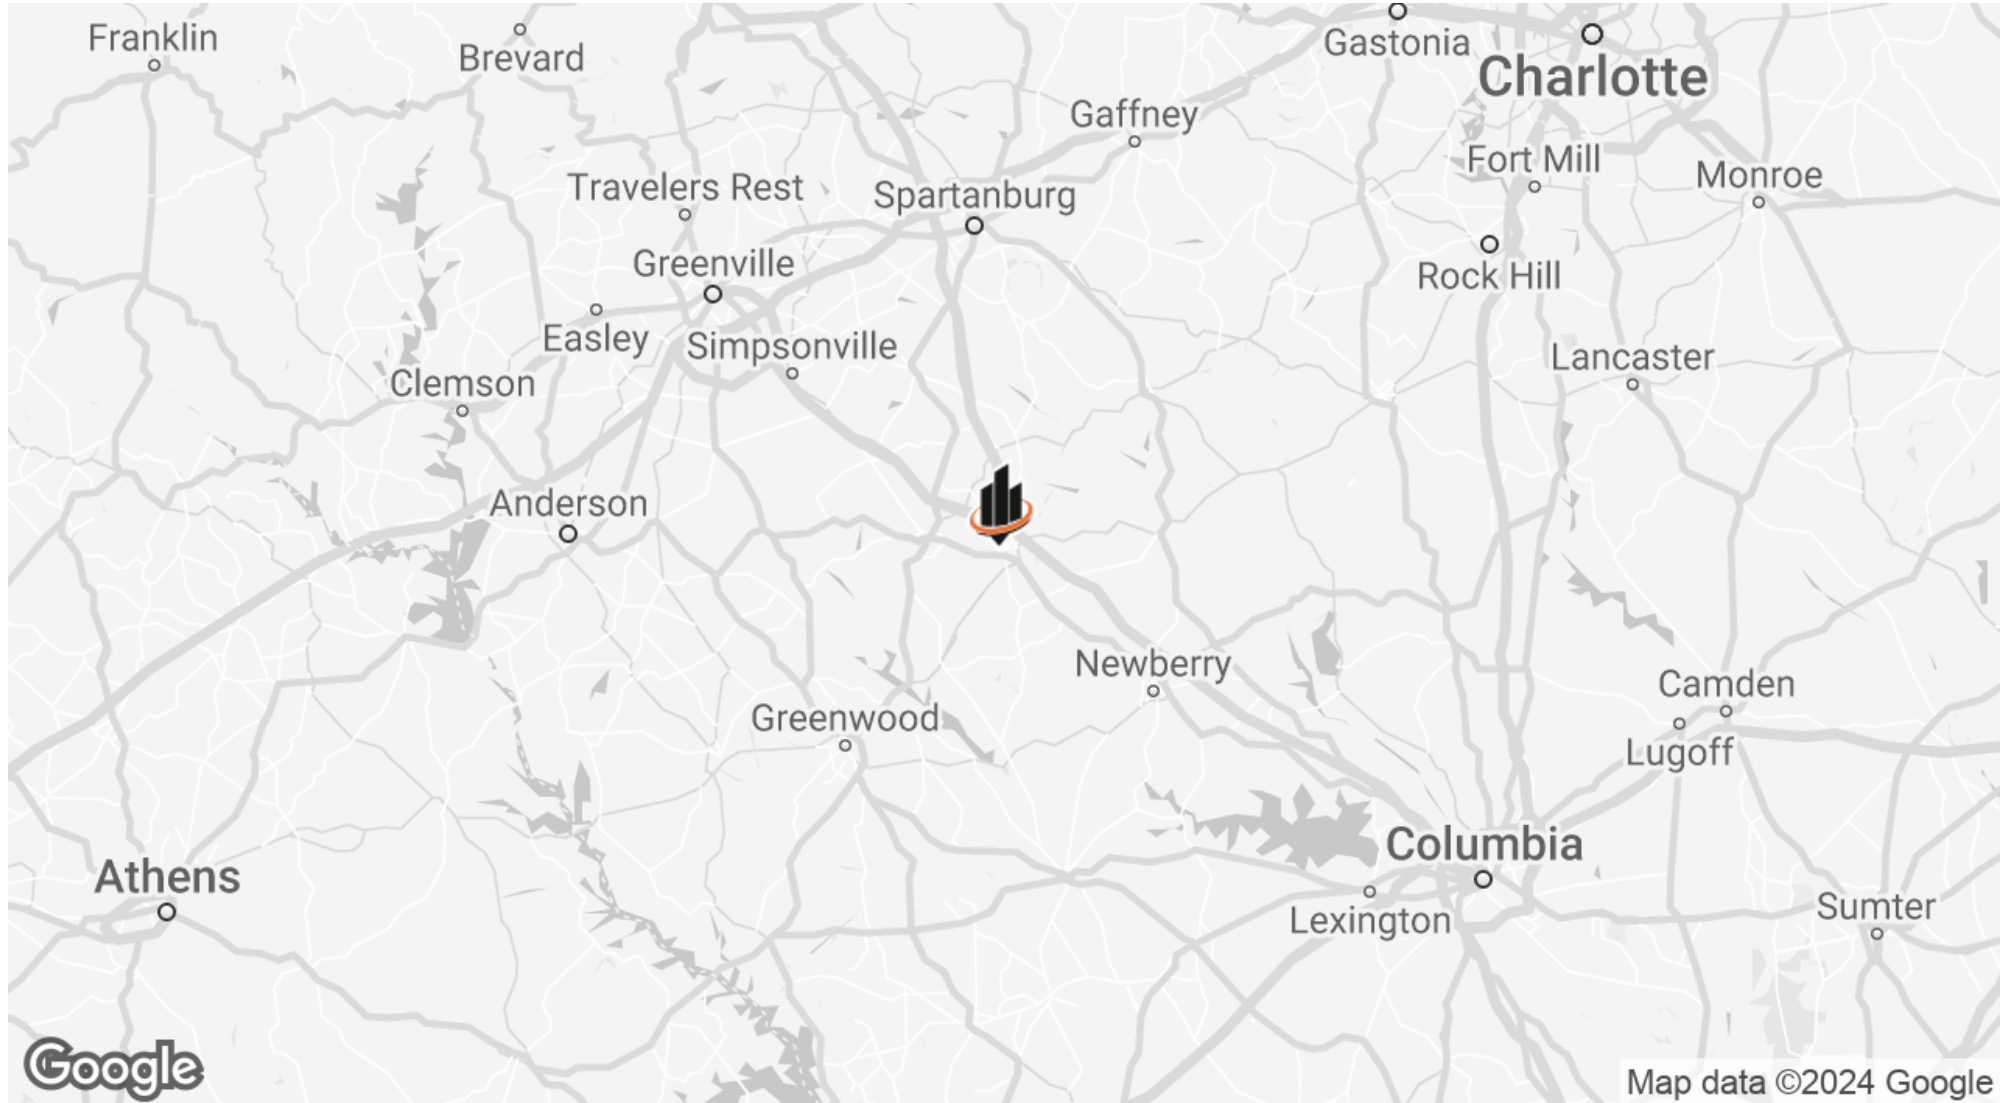 Franklin
Brevard
Gastonia
Charlotte
Gaffney
Fort Mill
Monroe
Travelers Rest
Spartanburg
Greenville
Rock Hill
Easley
Simpsonville
Lancaster
Clemson
Anderson
Newberry
Camden
Greenwood
Lugoff
Columbia
Athens
Lexington
Sumter
Google
Map data ©2024 Google